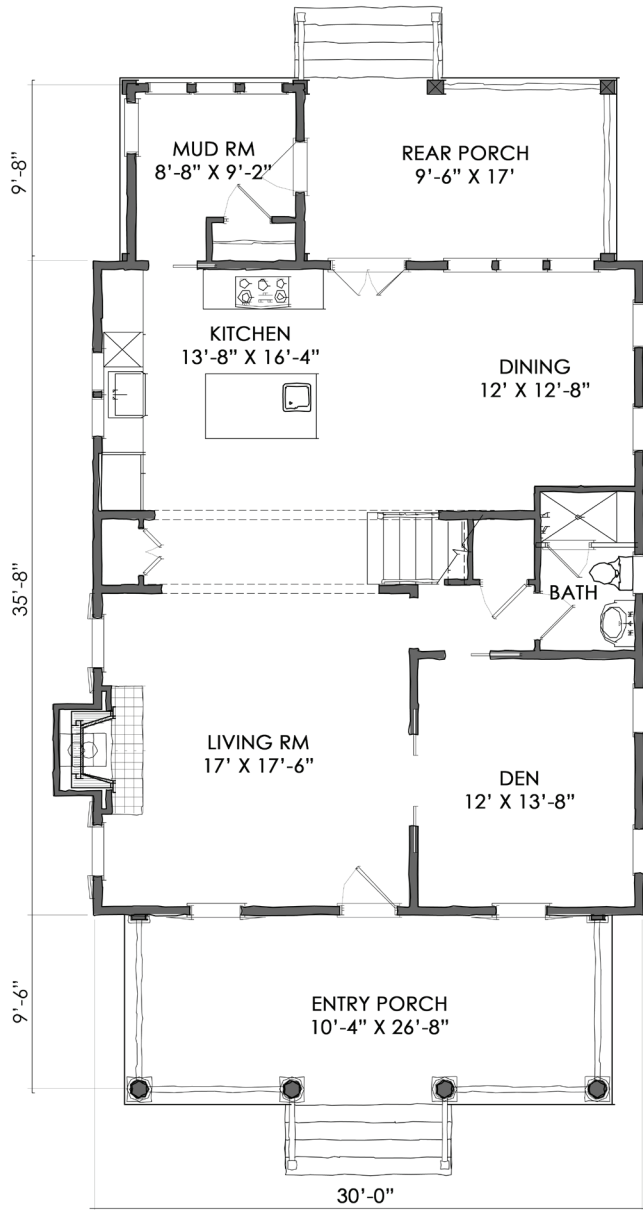 9'-8"
MUD RM
8'-8" X 9'-2"
REAR PORCH
9'-6" X 17'
KITCHEN
13'-8" X 16'-4"
DINING
12' X 12'-8"
35'-8"
BATH
LIVING RM
17' X 17'-6"
DEN
12' X 13'-8"
9'-6"
ENTRY PORCH
10'-4" X 26'-8"
30'-0"